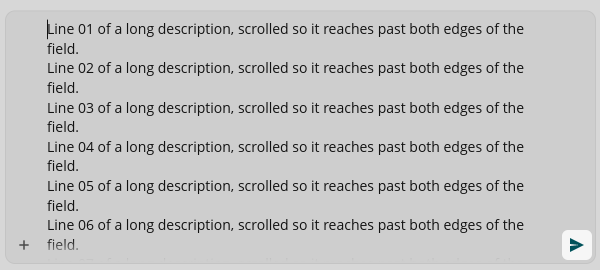 Line 01 of a long description, scrolled so it reaches past both edges of the
field.
Line 02 of a long description, scrolled so it reaches past both edges of the
field.
Line 03 of a long description, scrolled so it reaches past both edges of the
field.
Line 04 of a long description, scrolled so it reaches past both edges of the
field.
Line 05 of a long description, scrolled so it reaches past both edges of the
field.
Line 06 of a long description, scrolled so it reaches past both edges of the
field.